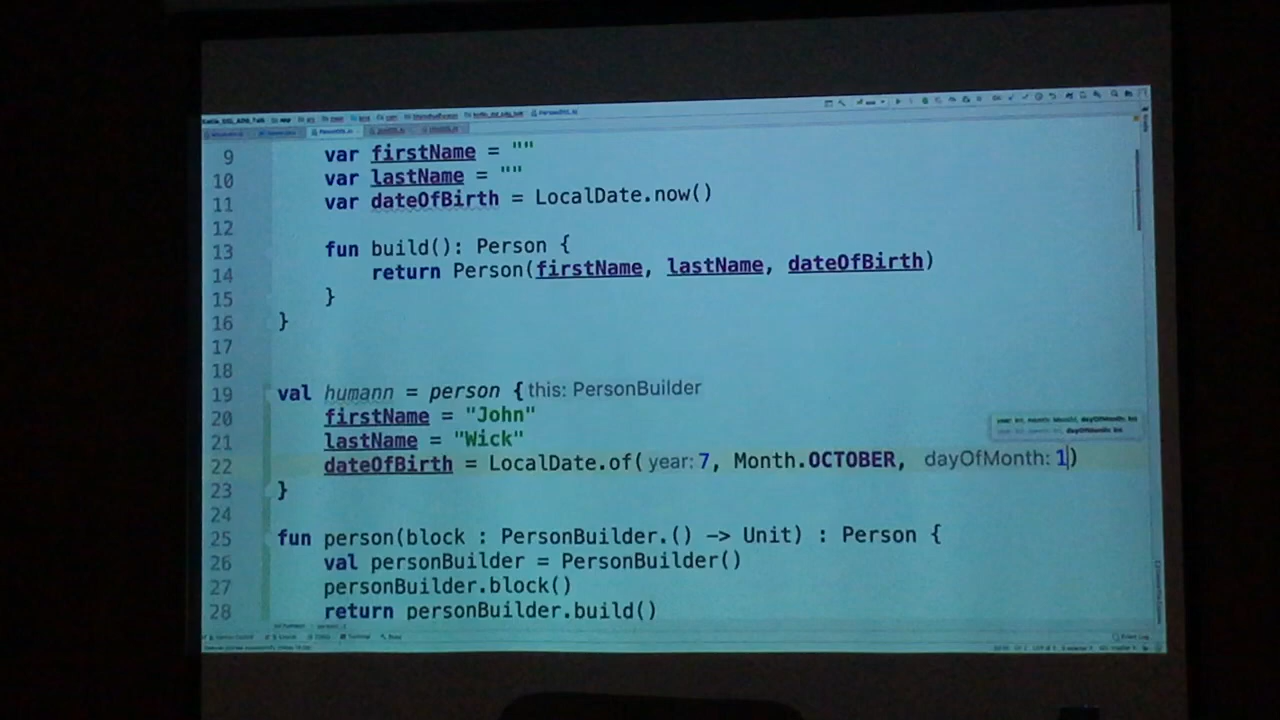 9 var firstName = ""
10 var lastName = ""
11 var dateOfBirth = LocalDate.now()
12
13 fun build(): Person {
14 return Person(firstName, lastName, dateOfBirth)
15 }
16 }
17
18
19 val humann = person { this: PersonBuilder
20 firstName = "John"
21 lastName = "Wick"
22 dateOfBirth = LocalDate.of( year: 7, Month.OCTOBER, dayOfMonth: 1)
23 }
24
25 fun person(block : PersonBuilder.() -> Unit) : Person {
26 val personBuilder = PersonBuilder()
27 personBuilder.block()
28 return personBuilder.build()